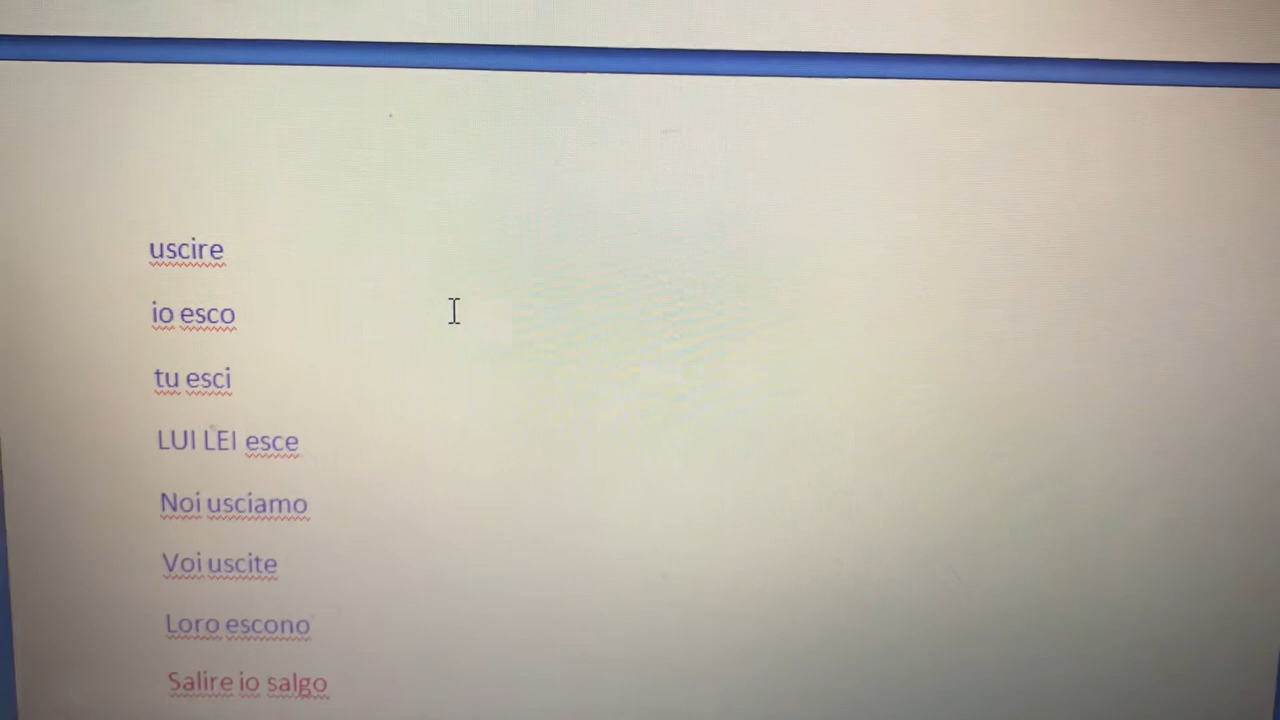 uscire
io esco
tu esci
LUI LEI esce
Noi usciamo
Voi uscite
Loro escono
Salire io salgo